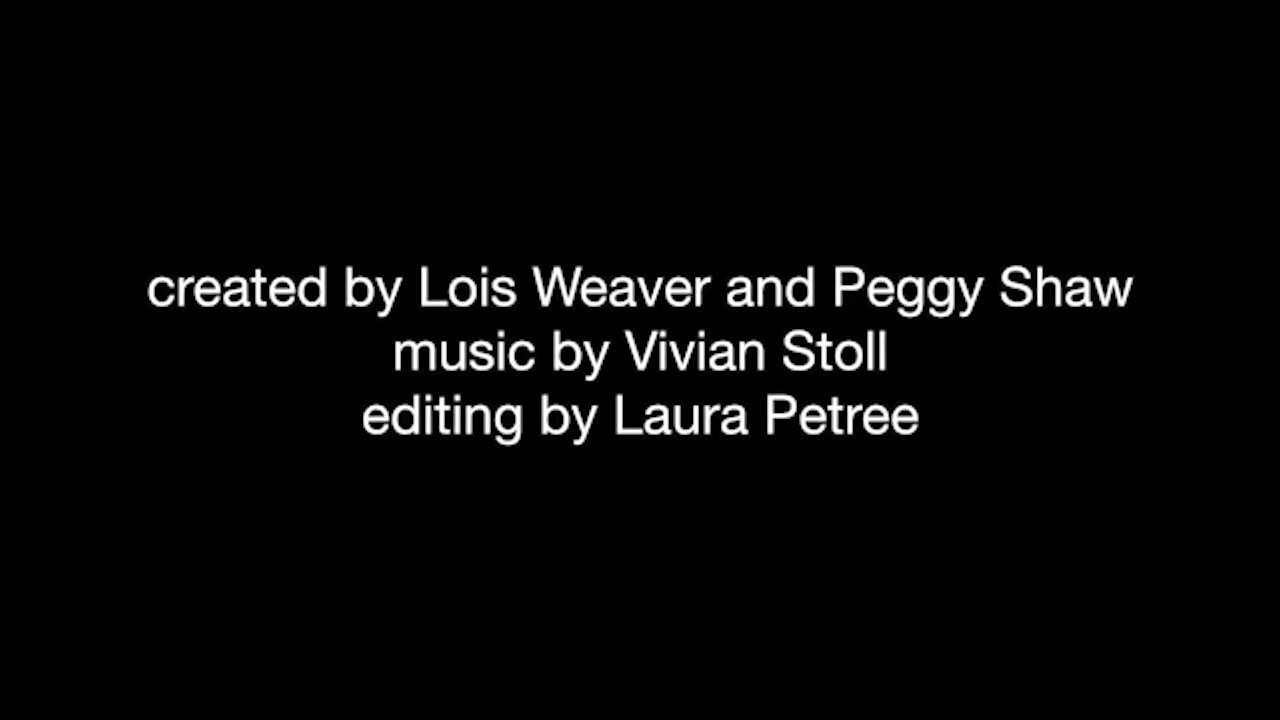 created by Lois Weaver and Peggy Shaw
music by Vivian Stoll
editing by Laura Petree